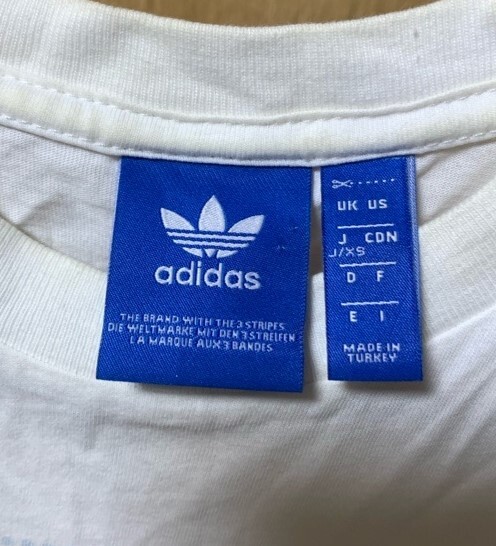 adidas
THE BRAND WITH THE 3 STRIPES
DIE WELTMARKE MIT DEN 3 STREIFEN
LA MARQUE AUX 3 BANDES
UK US
J CDN
J/XS
D F
E I
MADE IN
TURKEY